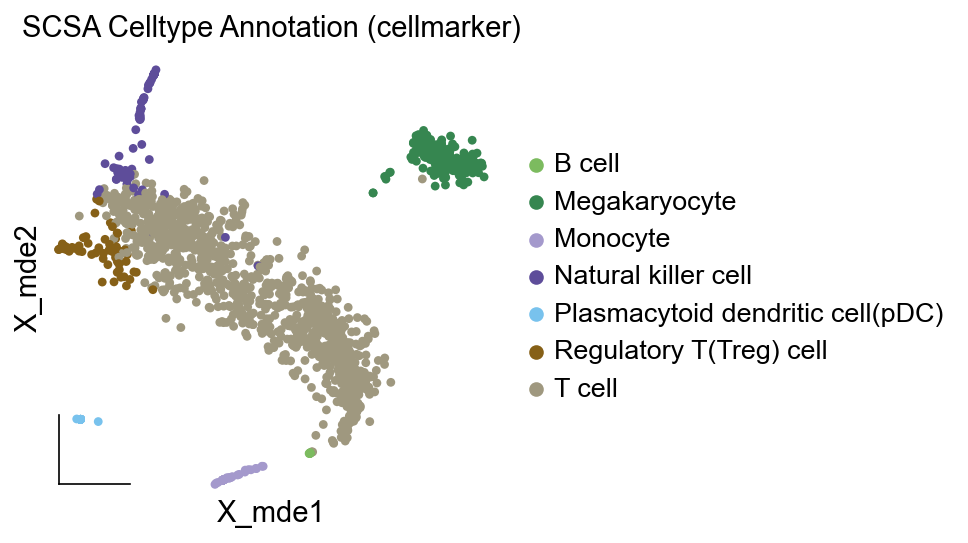 SCSA Celltype Annotation (cellmarker)
B cell
Megakaryocyte
Monocyte
Natural killer cell
Plasmacytoid dendritic cell(pDC)
Regulatory T(Treg) cell
T cell
X_mde2
X_mde1